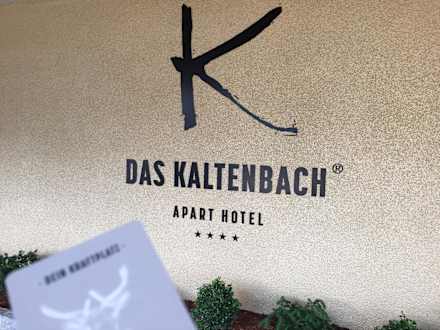 K
DAS KALTENBACH®
APART HOTEL
★★★★
· DEIN KRAFTPLATZ ·